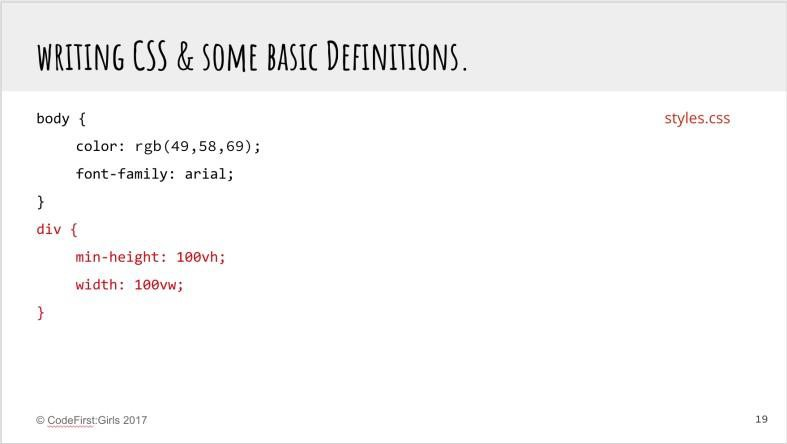 WRITING CSS & SOME BASIC DEFINITIONS.
styles.css
body {
color: rgb(49,58,69);
font-family: arial;
}
div {
min-height: 100vh;
width: 100vw;
}
© CodeFirst:Girls 2017
19